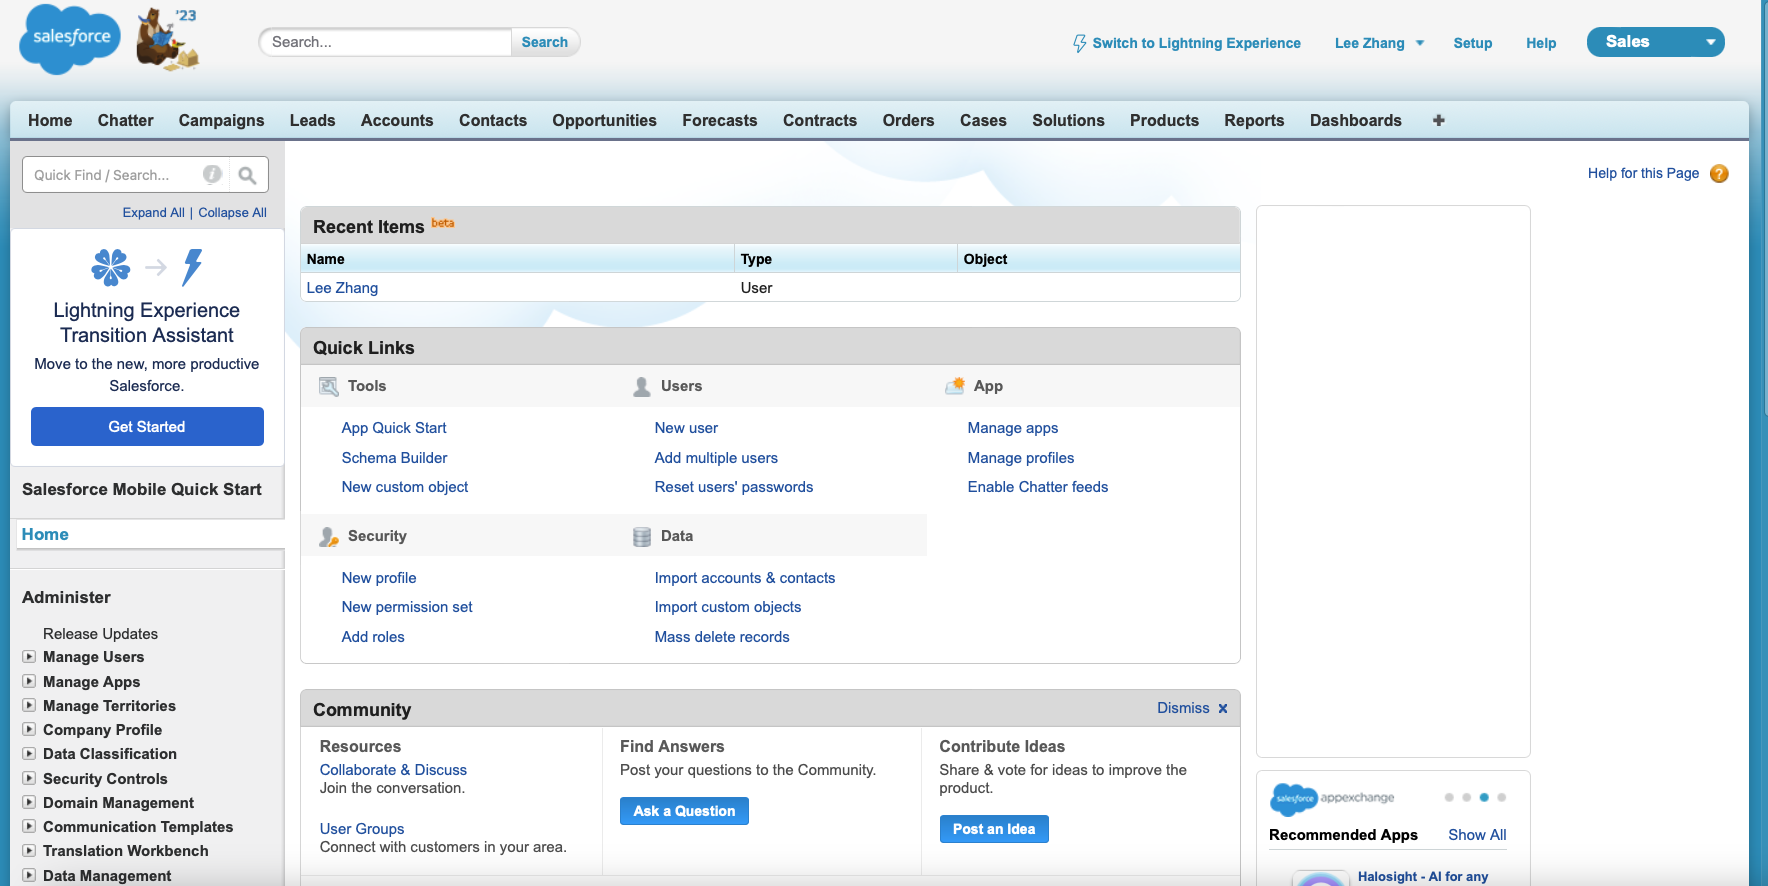 salesforce
'23
Search...
Search
Switch to Lightning Experience
Lee Zhang
Setup
Help
Sales
Home
Chatter
Campaigns
Leads
Accounts
Contacts
Opportunities
Forecasts
Contracts
Orders
Cases
Solutions
Products
Reports
Dashboards
+
Quick Find / Search...
i
Expand All | Collapse All
Lightning Experience
Transition Assistant
Move to the new, more productive
Salesforce.
Get Started
Salesforce Mobile Quick Start
Home
Administer
Release Updates
Manage Users
Manage Apps
Manage Territories
Company Profile
Data Classification
Security Controls
Domain Management
Communication Templates
Translation Workbench
Data Management
Help for this Page ?
Recent Items beta
Name Type Object
Lee Zhang User
Quick Links
Tools
App Quick Start
Schema Builder
New custom object
Users
New user
Add multiple users
Reset users' passwords
App
Manage apps
Manage profiles
Enable Chatter feeds
Security
New profile
New permission set
Add roles
Data
Import accounts & contacts
Import custom objects
Mass delete records
Community
Dismiss x
Resources
Collaborate & Discuss
Join the conversation.
User Groups
Connect with customers in your area.
Find Answers
Post your questions to the Community.
Ask a Question
Contribute Ideas
Share & vote for ideas to improve the
product.
Post an Idea
salesforce appexchange
Recommended Apps
Show All
Halosight - AI for any